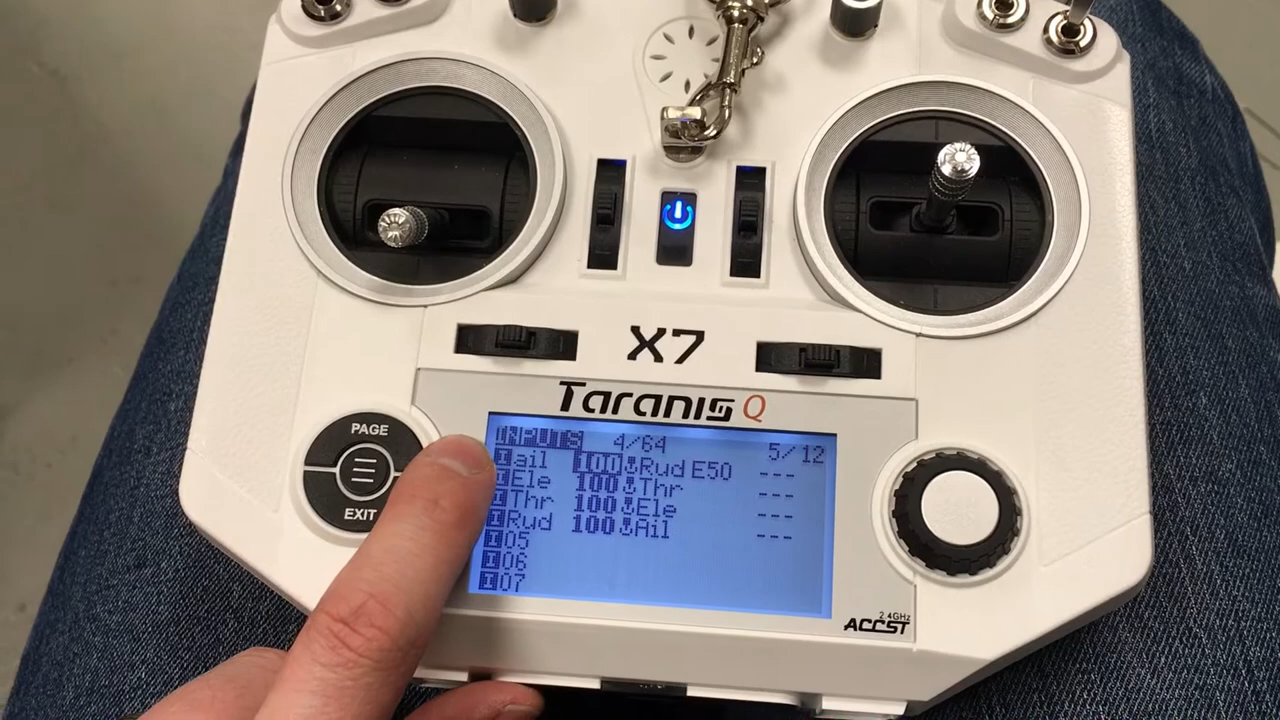 X7
Taranis Q
PAGE
EXIT
INPUTS 4/64 5/12
I ail 100 Rud E50 ---
I Ele 100 Thr ---
I Thr 100 Ele ---
I Rud 100 Ail ---
I 05
I 06
I 07
2.4GHz
ACCST